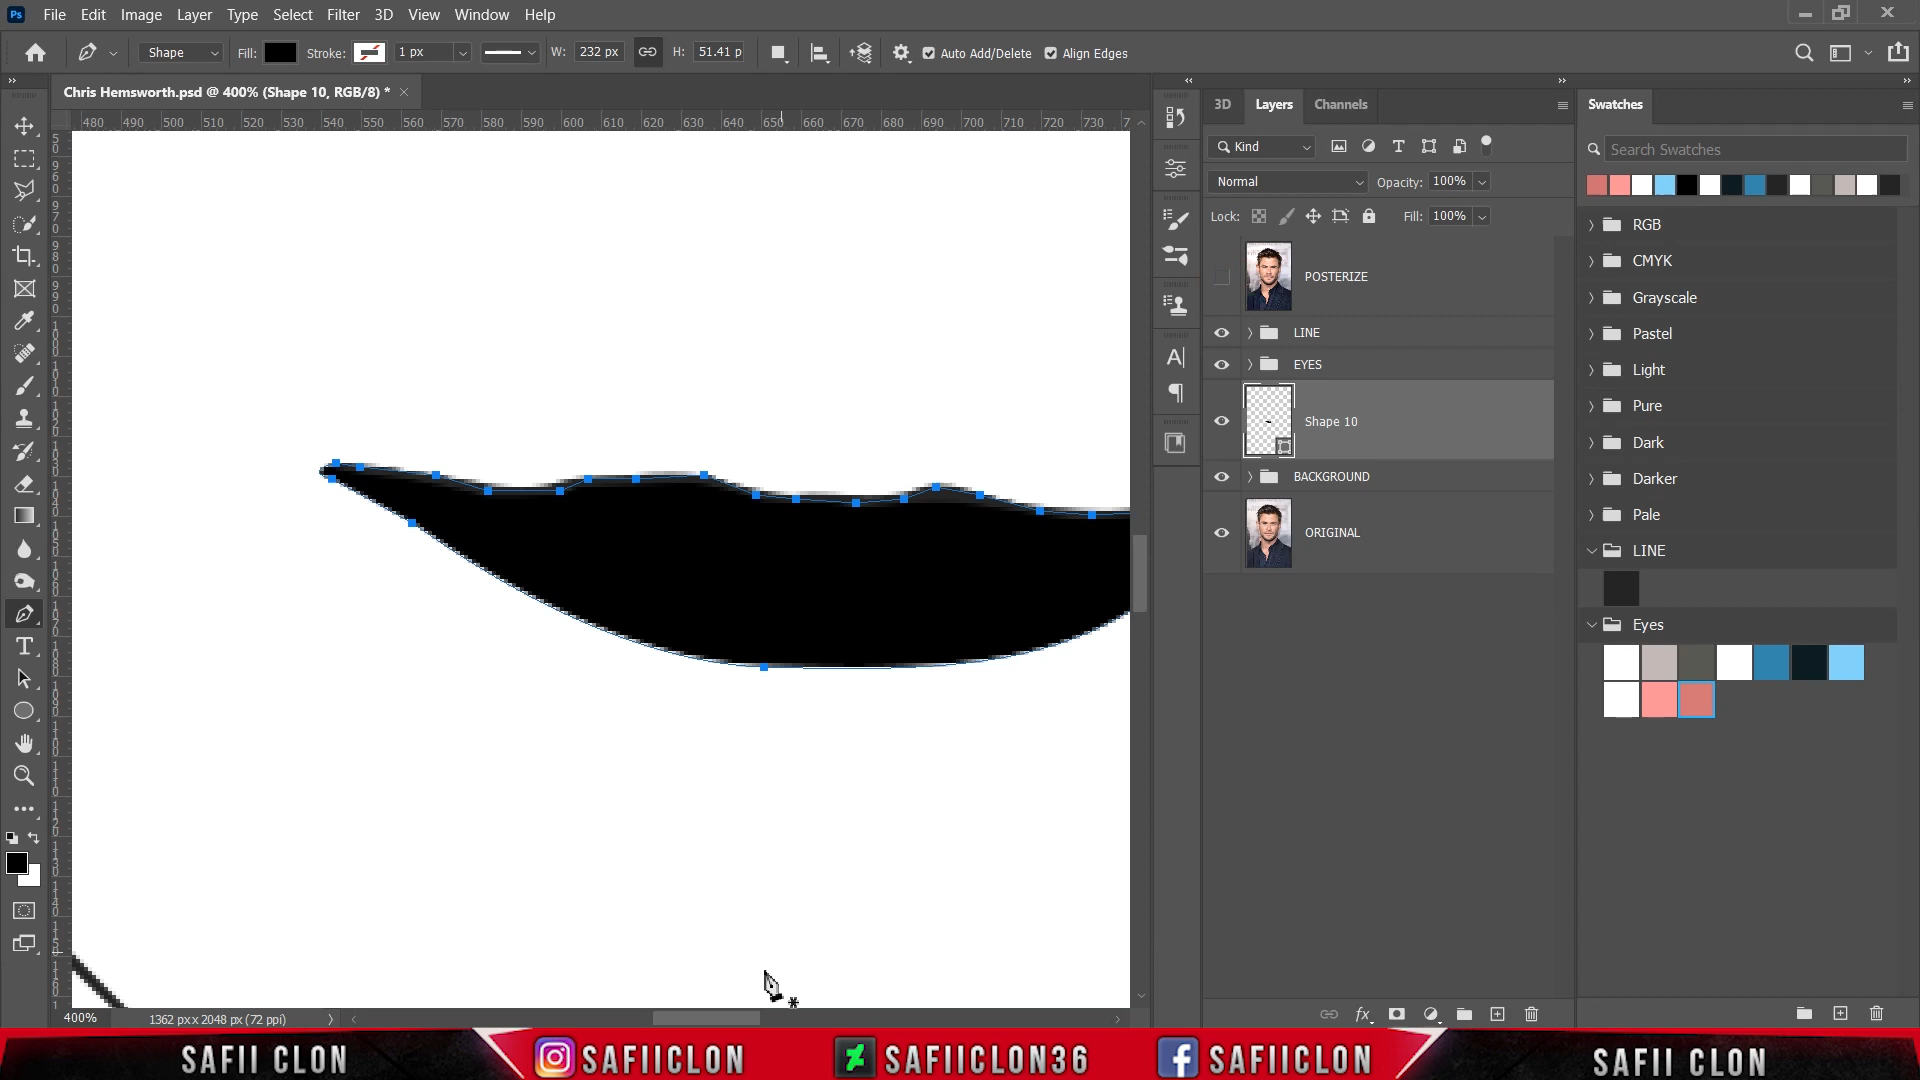 File Edit Image Layer Type Select Filter 3D View Window Help
Shape Fill: Stroke: 1 px W: 232 px H: 51.41 p Auto Add/Delete Align Edges
Chris Hemsworth.psd @ 400% (Shape 10, RGB/8) *
480 490 500 510 520 530 540 550 560 570 580 590 600 610 620 630 640 650 660 670 680 690 700 710 720 730 7
3D Layers Channels
Kind
Normal Opacity: 100%
Lock: Fill: 100%
POSTERIZE
LINE
EYES
Shape 10
BACKGROUND
ORIGINAL
Swatches
Search Swatches
RGB
CMYK
Grayscale
Pastel
Light
Pure
Dark
Darker
Pale
LINE
Eyes
400% 1362 px x 2048 px (72 ppi)
SAFII CLON SAFIICLON SAFIICLON36 SAFIICLON SAFII CLON